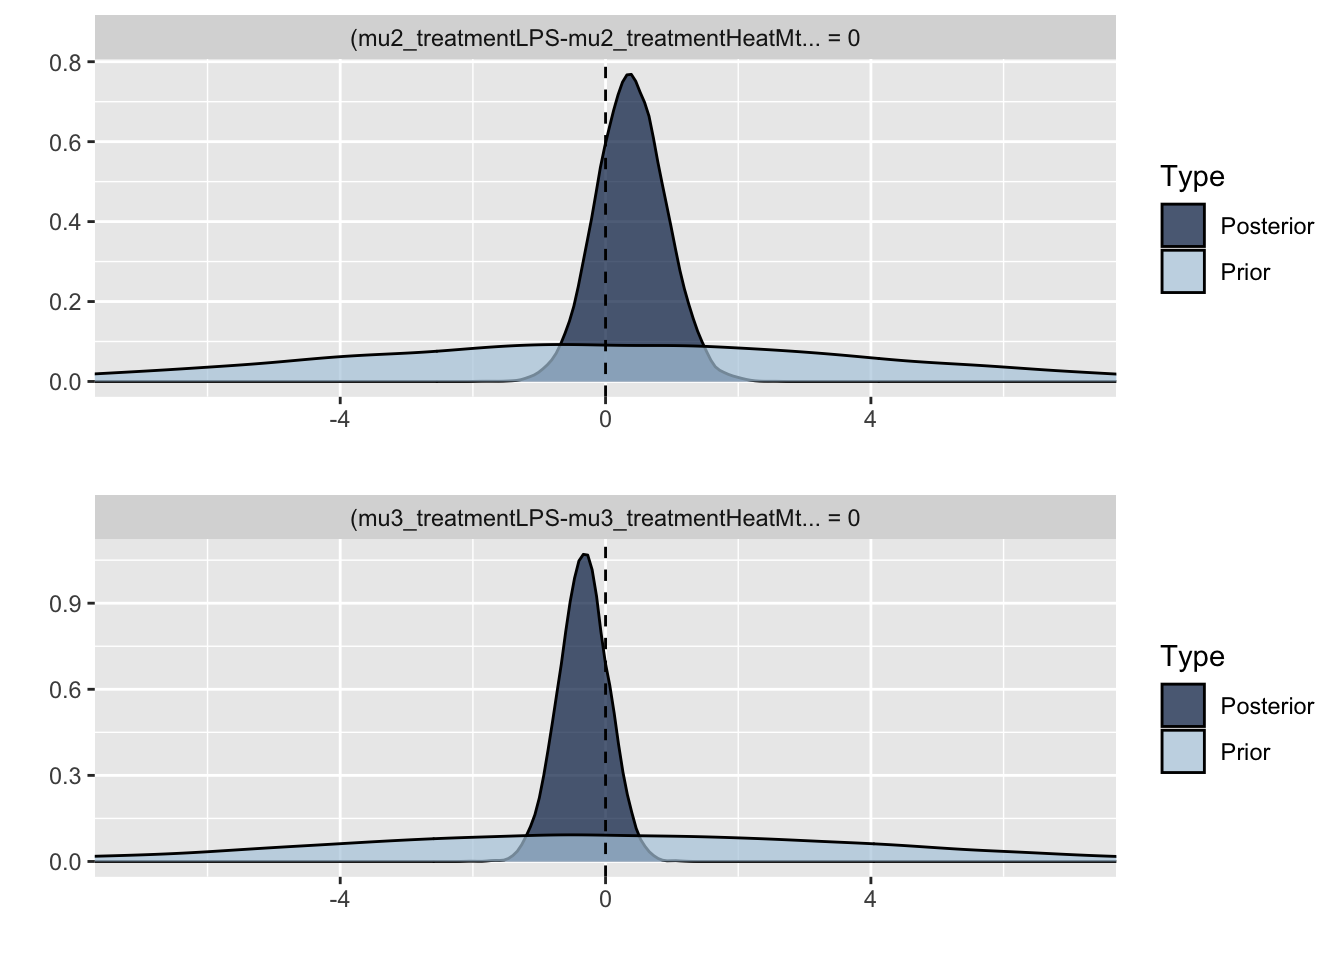 (mu2_treatmentLPS-mu2_treatmentHeatMt... = 0
0.8
0.6
0.4
0.2
0.0
-4 0 4
Type
Posterior
Prior
(mu3_treatmentLPS-mu3_treatmentHeatMt... = 0
0.9
0.6
0.3
0.0
-4 0 4
Type
Posterior
Prior